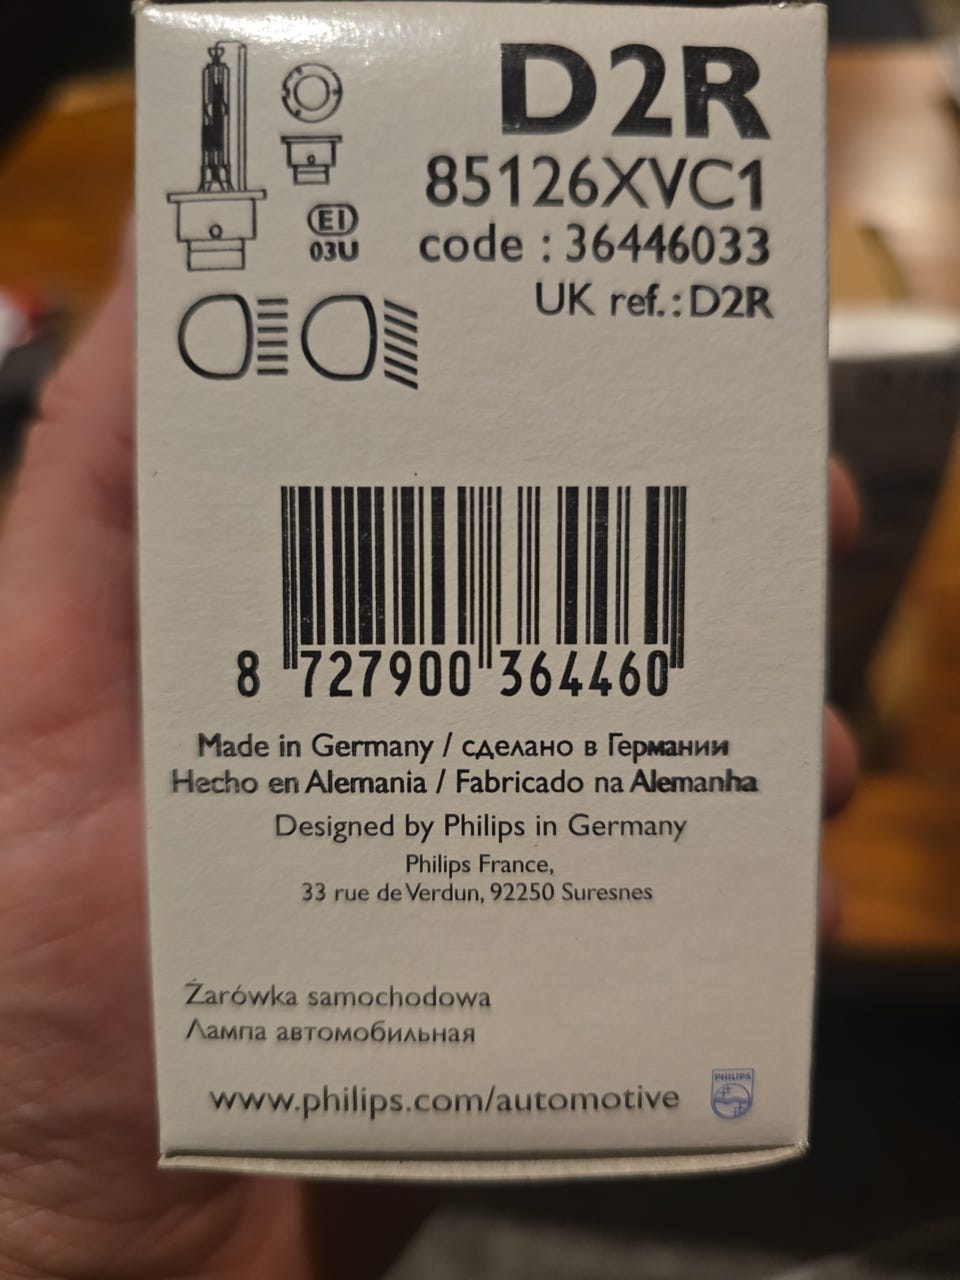 D2R
85126XVC1
code : 36446033
UK ref.: D2R
E1
03U
8 727900 364460
Made in Germany / сделано в Германии
Hecho en Alemania / Fabricado na Alemanha
Designed by Philips in Germany
Philips France,
33 rue de Verdun, 92250 Suresnes
Żarówka samochodowa
Лампа автомобильная
www.philips.com/automotive
PHILIPS